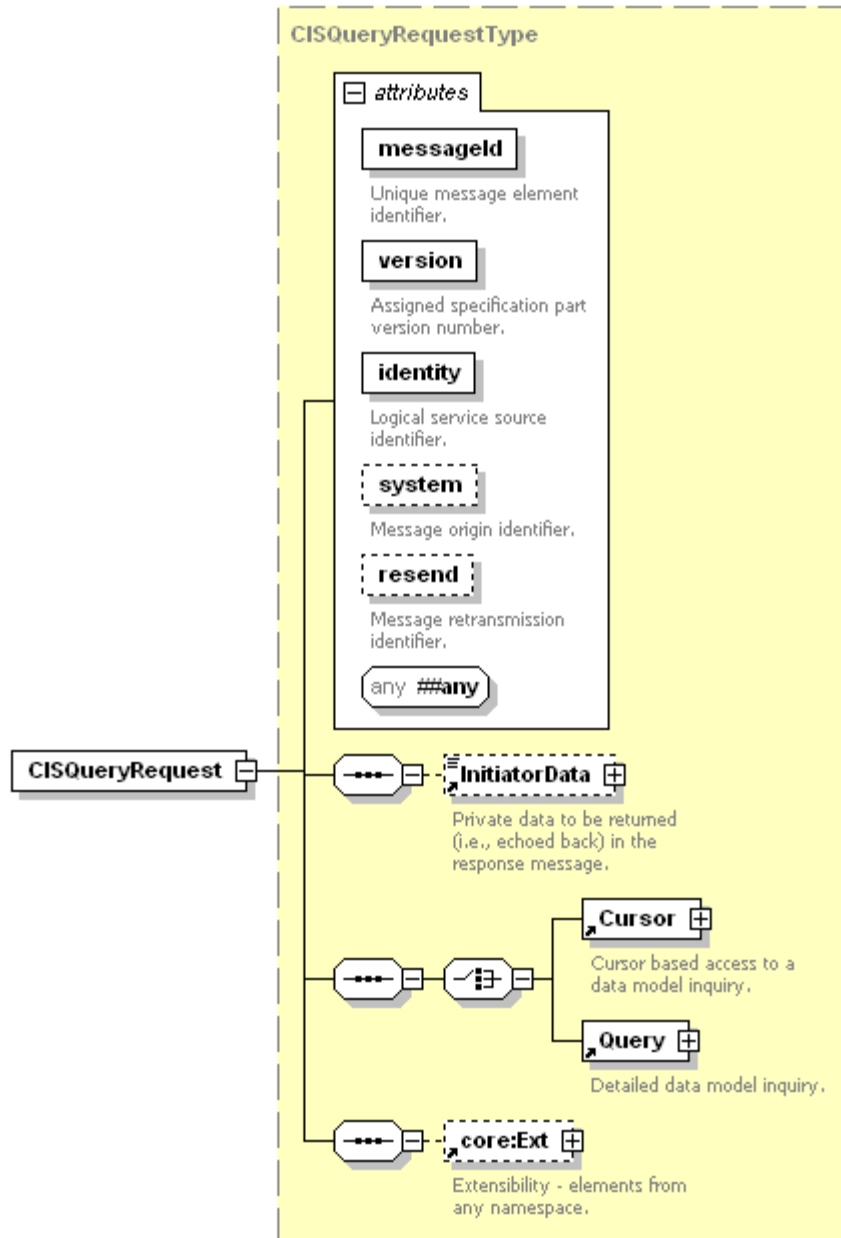 CISQueryRequestType
attributes
messageId
Unique message element
identifier.
version
Assigned specification part
version number.
identity
Logical service source
identifier.
system
Message origin identifier.
resend
Message retransmission
identifier.
any ##any
CISQueryRequest
InitiatorData
Private data to be returned
(i.e., echoed back) in the
response message.
Cursor
Cursor based access to a
data model inquiry.
Query
Detailed data model inquiry.
core:Ext
Extensibility - elements from
any namespace.